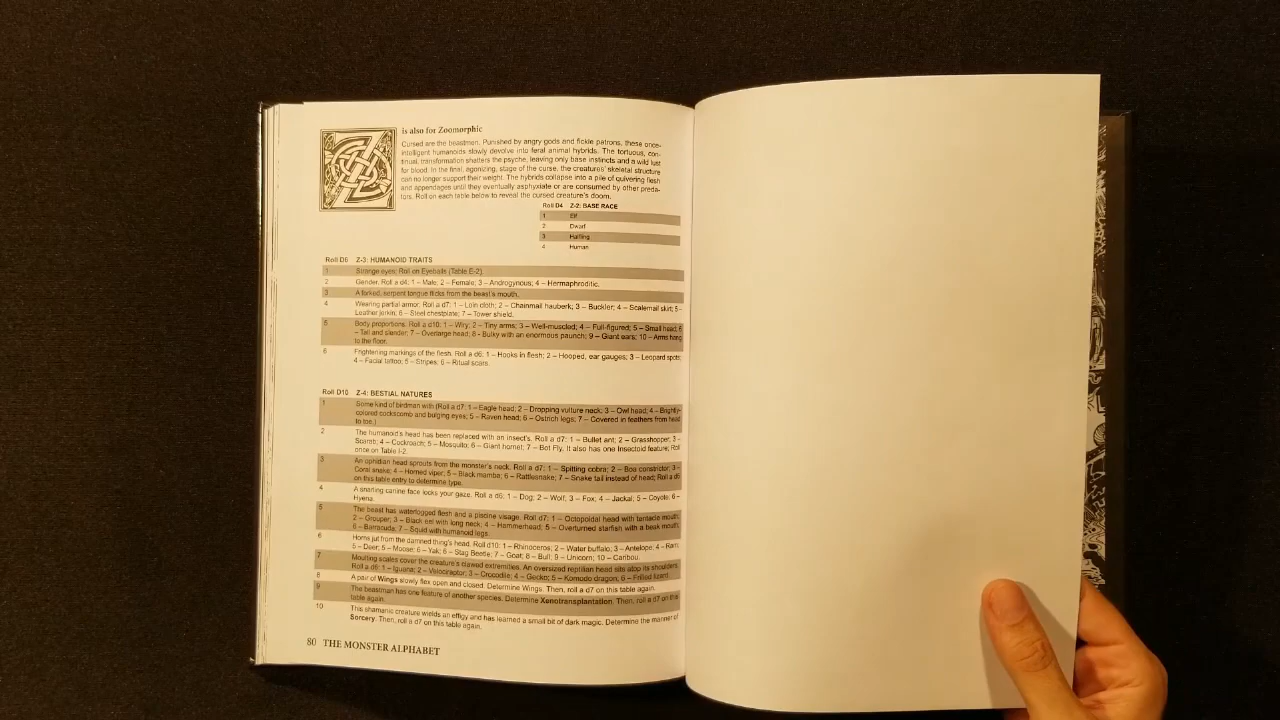 is also for Zoomorphic
Cursed are the beastmen. Punished by angry gods and fickle patrons, these once-
intelligent humanoids slowly devolve into feral animal hybrids. The tortuous, con-
tinual, transformation shatters the psyche, leaving only base instincts and a wild lust
for blood. In the final, agonizing, stage of the curse, the creatures' skeletal structure
can no longer support their weight. The hybrids collapse into a pile of quivering flesh
and appendages until they eventually asphyxiate or are consumed by other preda-
tors. Roll on each table below to reveal the cursed creature's doom.
Roll D4 Z-2: BASE RACE
1 Elf
2 Dwarf
3 Halfling
4 Human
Roll D6 Z-3: HUMANOID TRAITS
1 Strange eyes; Roll on Eyeballs (Table E-2).
2 Gender. Roll a d4: 1 – Male; 2 – Female; 3 – Androgynous; 4 – Hermaphroditic.
3 A forked, serpent tongue flicks from the beast's mouth.
4 Wearing partial armor. Roll a d7: 1 – Loin cloth; 2 – Chainmail hauberk; 3 – Buckler; 4 – Scalemail skirt; 5 –
Leather jerkin; 6 – Steel chestplate; 7 – Tower shield.
5 Body proportions. Roll a d10: 1 – Wiry; 2 – Tiny arms; 3 – Well-muscled; 4 – Full-figured; 5 – Small head; 6
– Tall and slender; 7 – Overlarge head; 8 - Bulky with an enormous paunch; 9 – Giant ears; 10 – Arms hang
to the floor.
6 Frightening markings of the flesh. Roll a d6: 1 – Hooks in flesh; 2 – Hooped, ear gauges; 3 – Leopard spots;
4 – Facial tattoo; 5 – Stripes; 6 – Ritual scars.
Roll D10 Z-4: BESTIAL NATURES
1 Some kind of birdman with (Roll a d7: 1 – Eagle head; 2 – Dropping vulture neck; 3 – Owl head; 4 – Brightly-
colored cockscomb and bulging eyes; 5 – Raven head; 6 – Ostrich legs; 7 – Covered in feathers from head
to toe.)
2 The humanoid's head has been replaced with an insect's. Roll a d7: 1 – Bullet ant; 2 – Grasshopper; 3 -
Scarab; 4 – Cockroach; 5 – Mosquito; 6 – Giant hornet; 7 – Bot Fly. It also has one Insectoid feature; Roll
once on Table I-2.
3 An ophidian head sprouts from the monster's neck. Roll a d7: 1 – Spitting cobra; 2 – Boa constrictor; 3 –
Coral snake; 4 – Horned viper; 5 – Black mamba; 6 – Rattlesnake; 7 – Snake tail instead of head; Roll a d6
on this table entry to determine type.
4 A snarling canine face locks your gaze. Roll a d6; 1 – Dog; 2 – Wolf; 3 – Fox; 4 – Jackal; 5 – Coyote; 6 –
Hyena.
5 The beast has waterlogged flesh and a piscine visage. Roll d7: 1 – Octopoidal head with tentacle mouth;
2 – Grouper; 3 – Black eel with long neck; 4 – Hammerhead; 5 – Overturned starfish with a beak mouth;
6 – Barracuda; 7 – Squid with humanoid legs.
6 Horns jut from the damned thing's head. Roll d10: 1 – Rhinoceros; 2 – Water buffalo; 3 – Antelope; 4 – Ram;
5 – Deer; 5 – Moose; 6 – Yak; 6 – Stag Beetle; 7 – Goat; 8 – Bull; 9 – Unicorn; 10 – Caribou.
7 Moulting scales cover the creature's clawed extremities. An oversized reptilian head sits atop its shoulders.
Roll a d6: 1 – Iguana; 2 – Velociraptor; 3 – Crocodile; 4 – Gecko; 5 – Komodo dragon; 6 – Frilled lizard.
8 A pair of Wings slowly flex open and closed. Determine Wings. Then, roll a d7 on this table again.
9 The beastman has one feature of another species. Determine Xenotransplantation. Then, roll a d7 on this
table again.
10 This shamanic creature wields an effigy and has learned a small bit of dark magic. Determine the manner of
Sorcery. Then, roll a d7 on this table again.
80 THE MONSTER ALPHABET